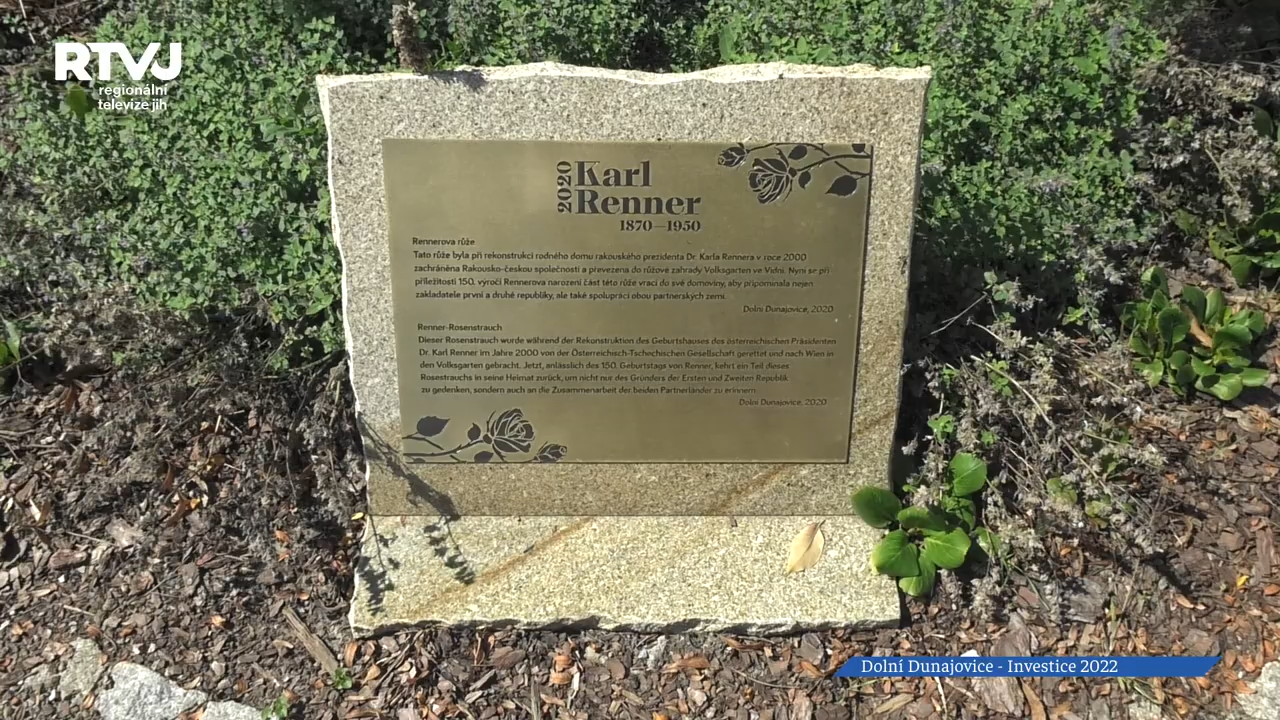 RTVJ
regionální
televize jih
2020
Karl
Renner
1870—1950
Rennerova růže
Tato růže byla při rekonstrukci rodného domu rakouského prezidenta Dr. Karla Rennera v roce 2000
zachráněna Rakousko-českou společností a převezena do růžové zahrady Volksgarten ve Vídni. Nyní se při
příležitosti 150. výročí Rennerova narození část této růže vrací do své domoviny, aby připomínala nejen
zakladatele první a druhé republiky, ale také spolupráci obou partnerských zemí.
Dolní Dunajovice, 2020
Renner-Rosenstrauch
Dieser Rosenstrauch wurde während der Rekonstruktion des Geburtshauses des österreichischen Präsidenten
Dr. Karl Renner im Jahre 2000 von der Österreichisch-Tschechischen Gesellschaft gerettet und nach Wien in
den Volksgarten gebracht. Jetzt, anlässlich des 150. Geburtstags von Renner, kehrt ein Teil dieses
Rosenstrauchs in seine Heimat zurück, um nicht nur des Gründers der Ersten und Zweiten Republik
zu gedenken, sondern auch an die Zusammenarbeit der beiden Partnerländer zu erinnern.
Dolní Dunajovice, 2020
Dolní Dunajovice - Investice 2022